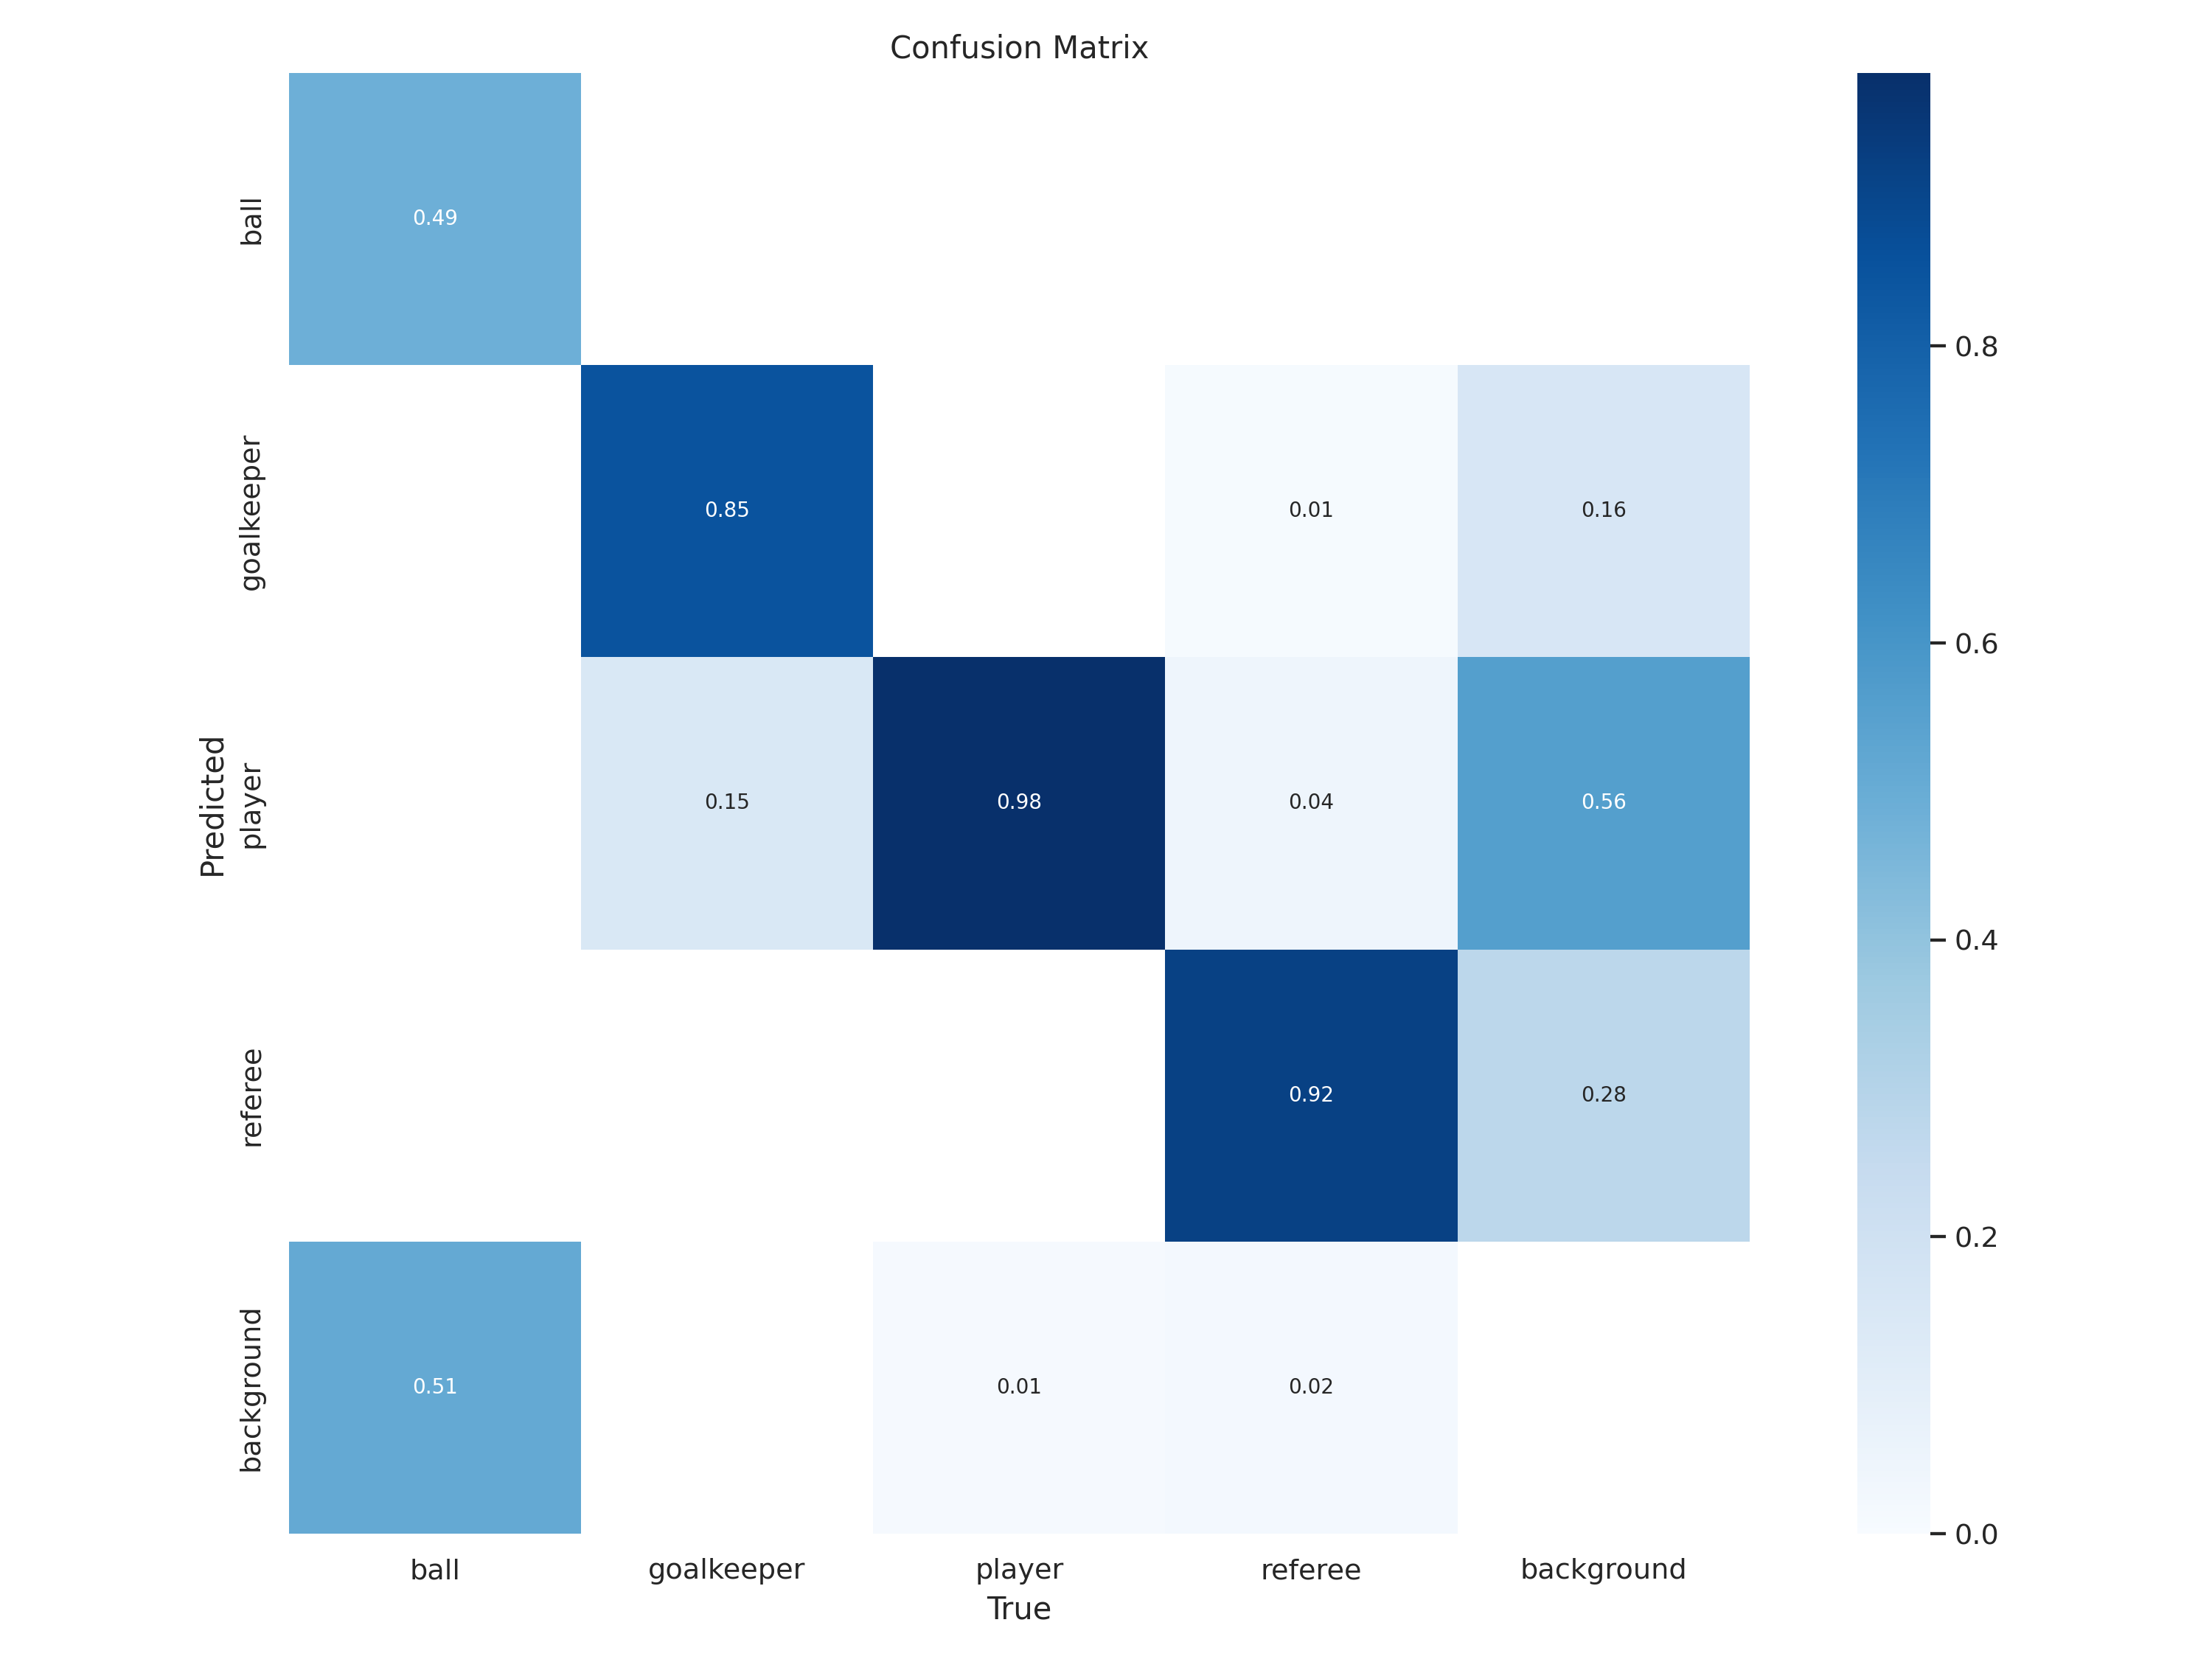 Confusion Matrix
ball
0.49
0.8
goalkeeper
0.85
0.01
0.16
0.6
Predicted
player
0.15
0.98
0.04
0.56
0.4
referee
0.92
0.28
0.2
background
0.51
0.01
0.02
0.0
ball goalkeeper player referee background
True